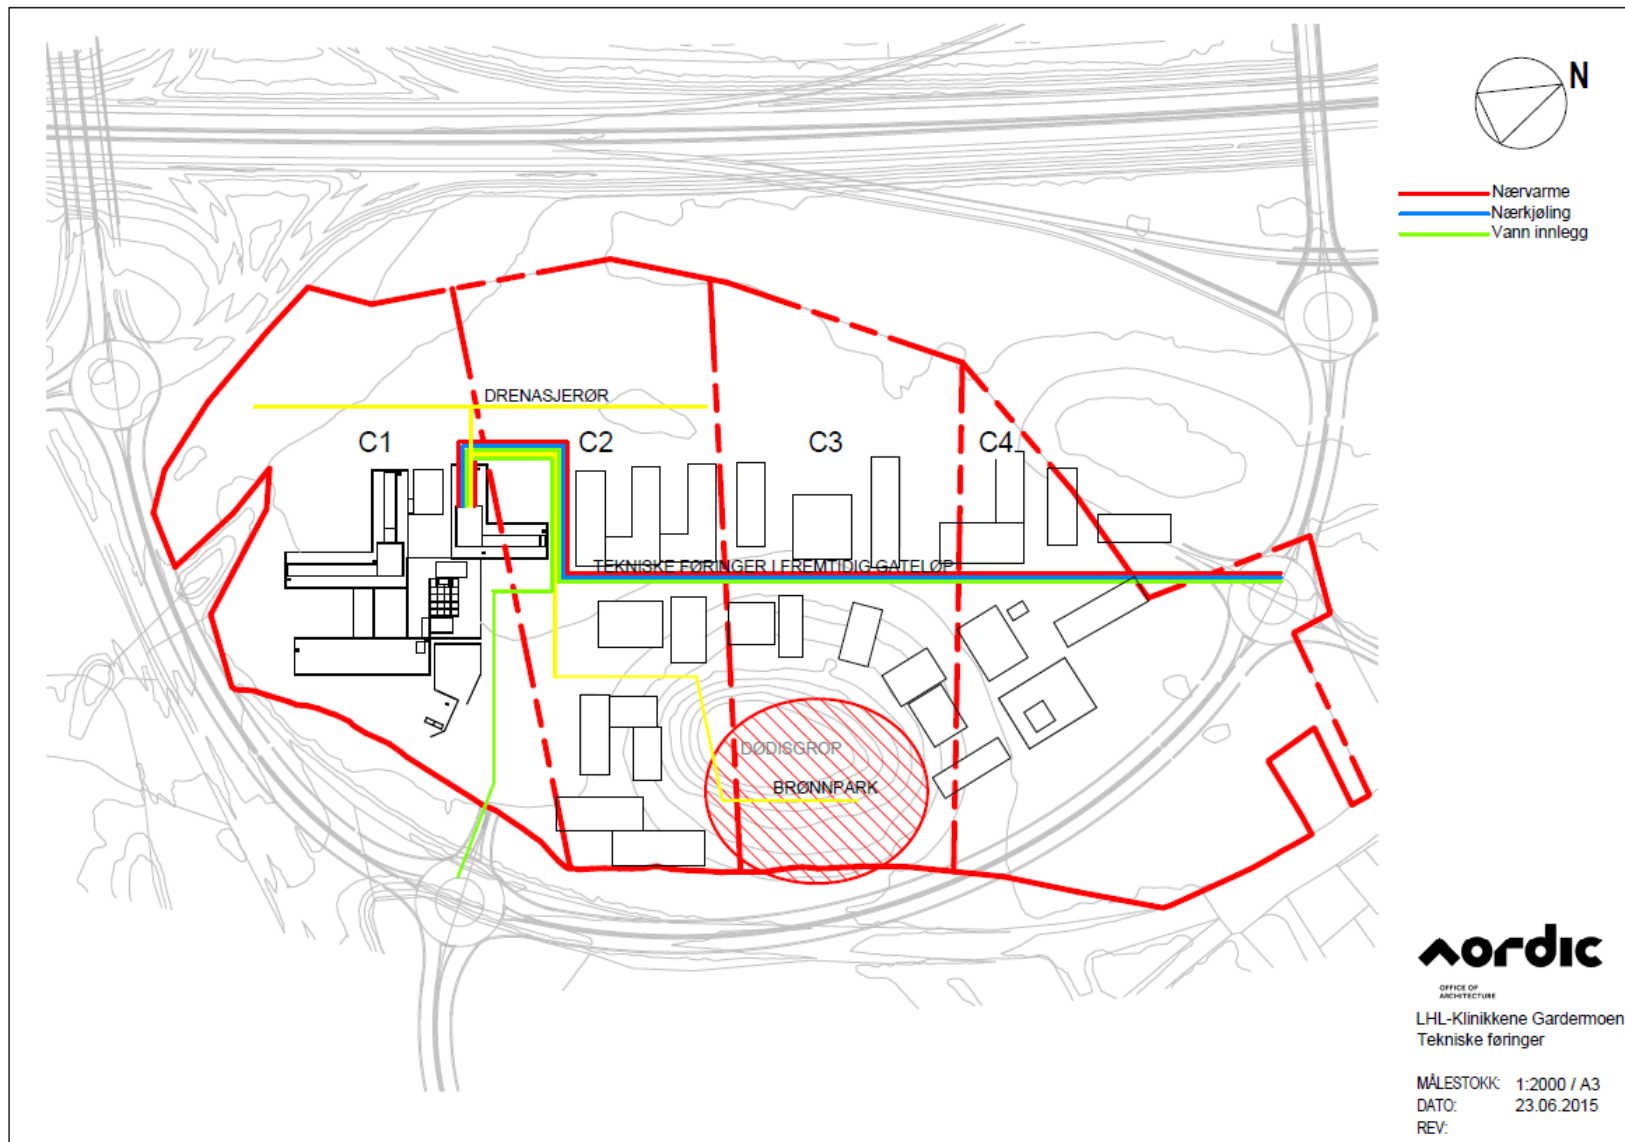 N
Nærvarme
Nærkjøling
Vann innlegg
DRENASJERØR
C1
C2
C3
C4
TEKNISKE FØRINGER I FREMTIDIG GATELØP
DØDISGROP
BRØNNPARK
nordic
OFFICE OF
ARCHITECTURE
LHL-Klinikkene Gardermoen
Tekniske føringer
MÅLESTOKK: 1:2000 / A3
DATO: 23.06.2015
REV: